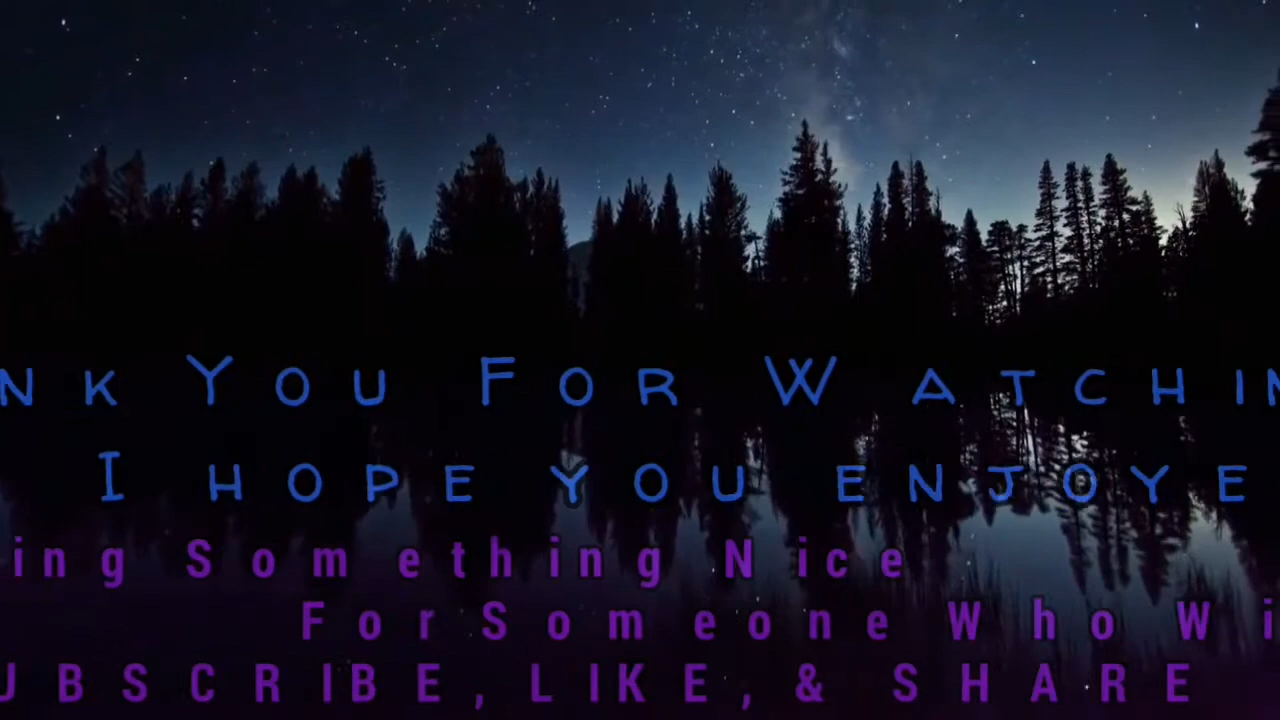 NK YOU FOR WATCHIN
I HOPE YOU ENJOYE
ing Something Nice
For Someone Who Wi
UBSCRIBE, LIKE, & SHARE